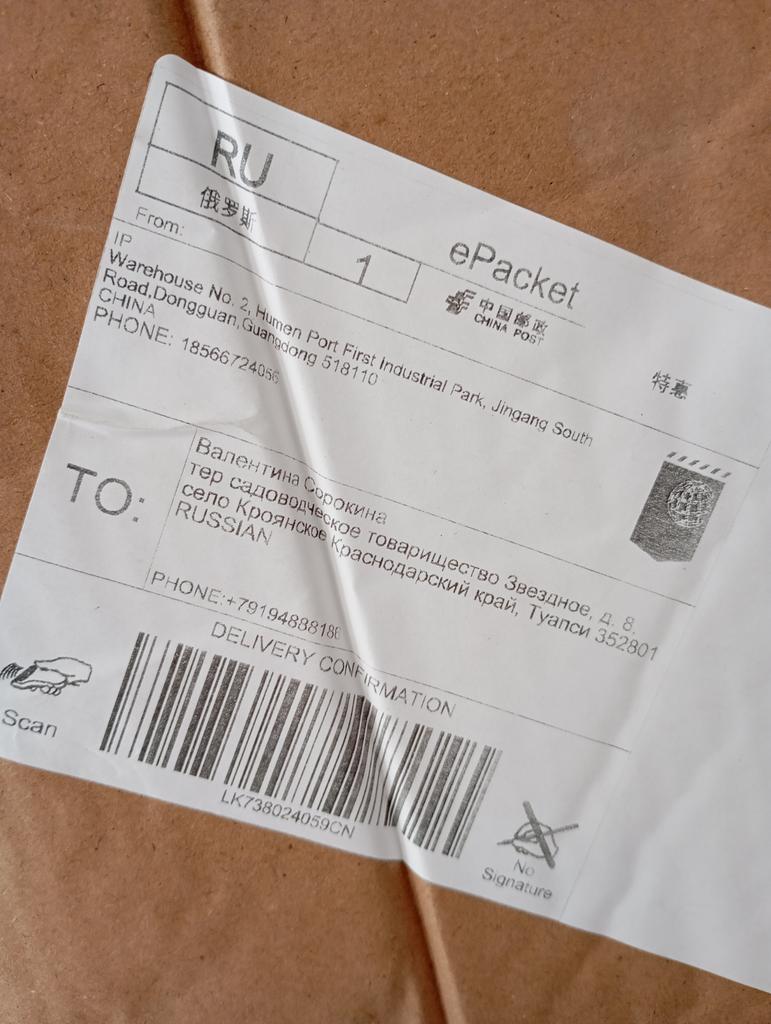 RU
俄罗斯
1
ePacket
中国邮政
CHINA POST
特惠
From:
IP
Warehouse No. 2, Humen Port First Industrial Park, Jingang South
Road,Dongguan,Guangdong 518110
CHINA
PHONE: 18566724056
TO:
Валентина Сорокина
тер садоводческое товарищество Звездное, д. 8,
село Кроянское Краснодарский край, Туапси 352801
RUSSIAN
PHONE:+79194888186
DELIVERY CONFIRMATION
Scan
LK738024059CN
No
Signature